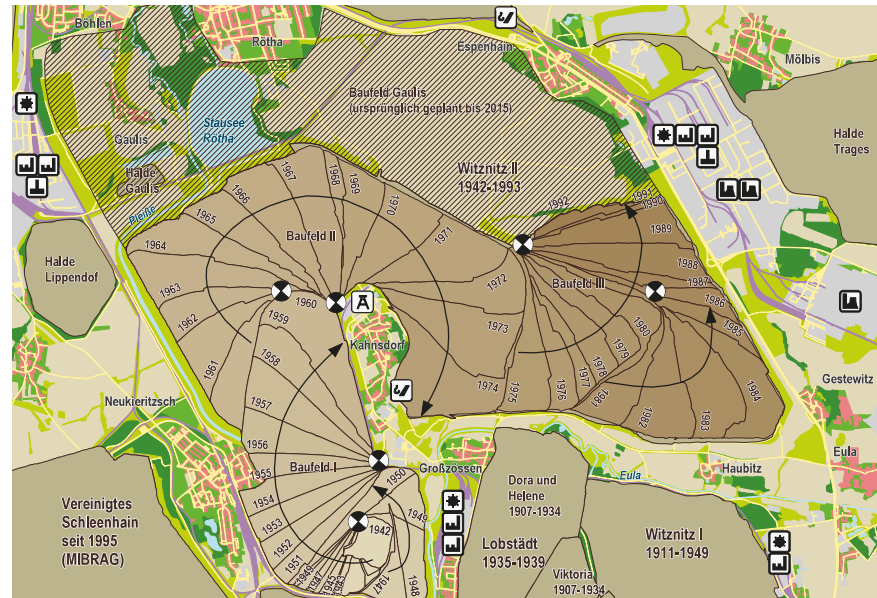 Böhlen
Rötha
Espenhain
Mölbis
Stausee
Rötha
Baufeld Gaulis
(ursprünglich geplant bis 2015)
Gaulis
Halde
Gaulis
Pleiße
Witznitz II
1942-1993
Halde
Trages
Halde
Lippendof
Baufeld II
Baufeld III
Baufeld I
1964
1965
1966
1967
1968
1969
1970
1971
1972
1973
1974
1975
1976
1977
1978
1979
1980
1981
1982
1983
1984
1985
1986
1987
1988
1989
1990
1991
1992
1963
1962
1961
1960
1959
1958
1957
1956
1955
1954
1953
1952
1951
1950
1949
1949
1948
1947
1947
1945
1943
1942
Kahnsdorf
Neukieritzsch
Großzössen
Gestewitz
Eula
Eula
Haubitz
Vereinigtes
Schleenhain
seit 1995
(MIBRAG)
Dora und
Helene
1907-1934
Lobstädt
1935-1939
Viktoria
1907-1934
Witznitz I
1911-1949